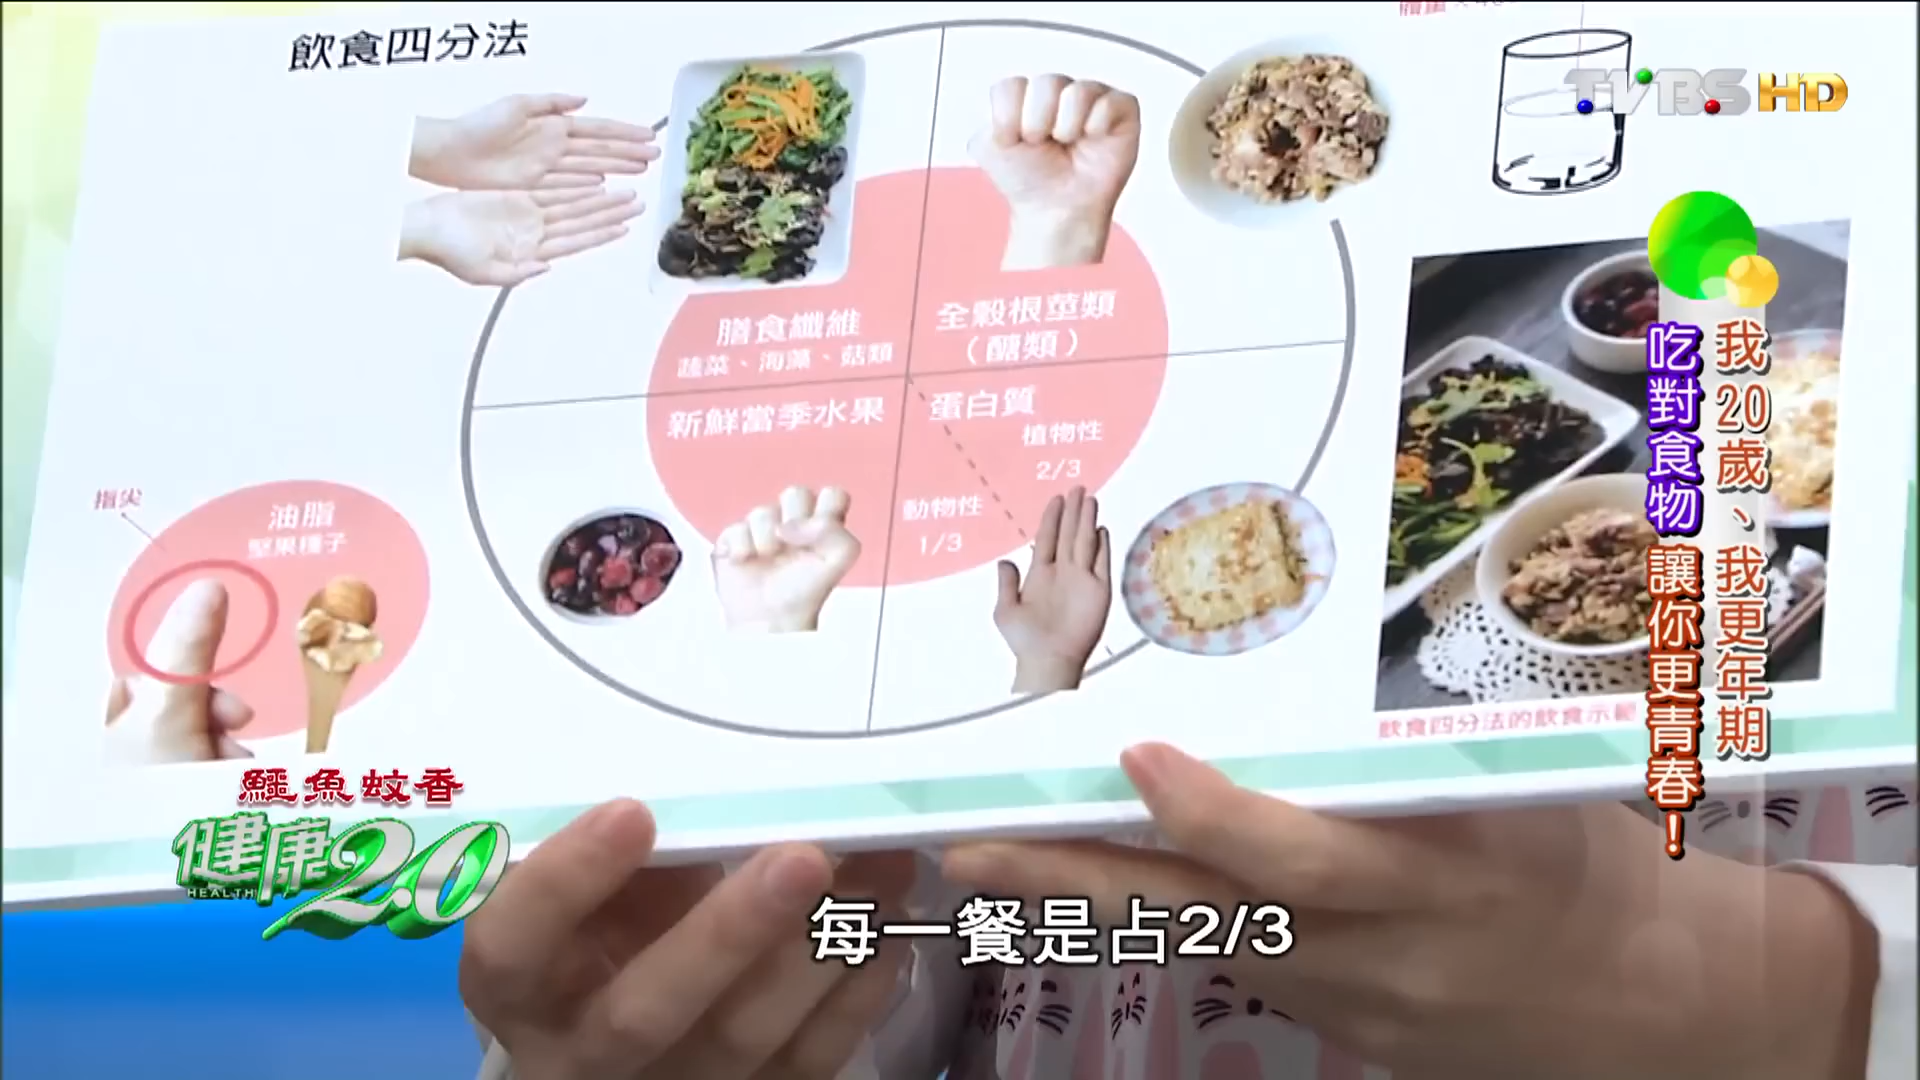 飲食四分法
TVBS HD
膳食纖維
蔬菜、海藻、菇類
全穀根莖類
（醣類）
新鮮當季水果
蛋白質
植物性
2/3
動物性
1/3
指尖
油脂
堅果種子
飲食四分法的飲食示範
我20歲、我更年期
吃對食物 讓你更青春！
鱷魚蚊香
健康2.0
HEALTH
每一餐是占2/3